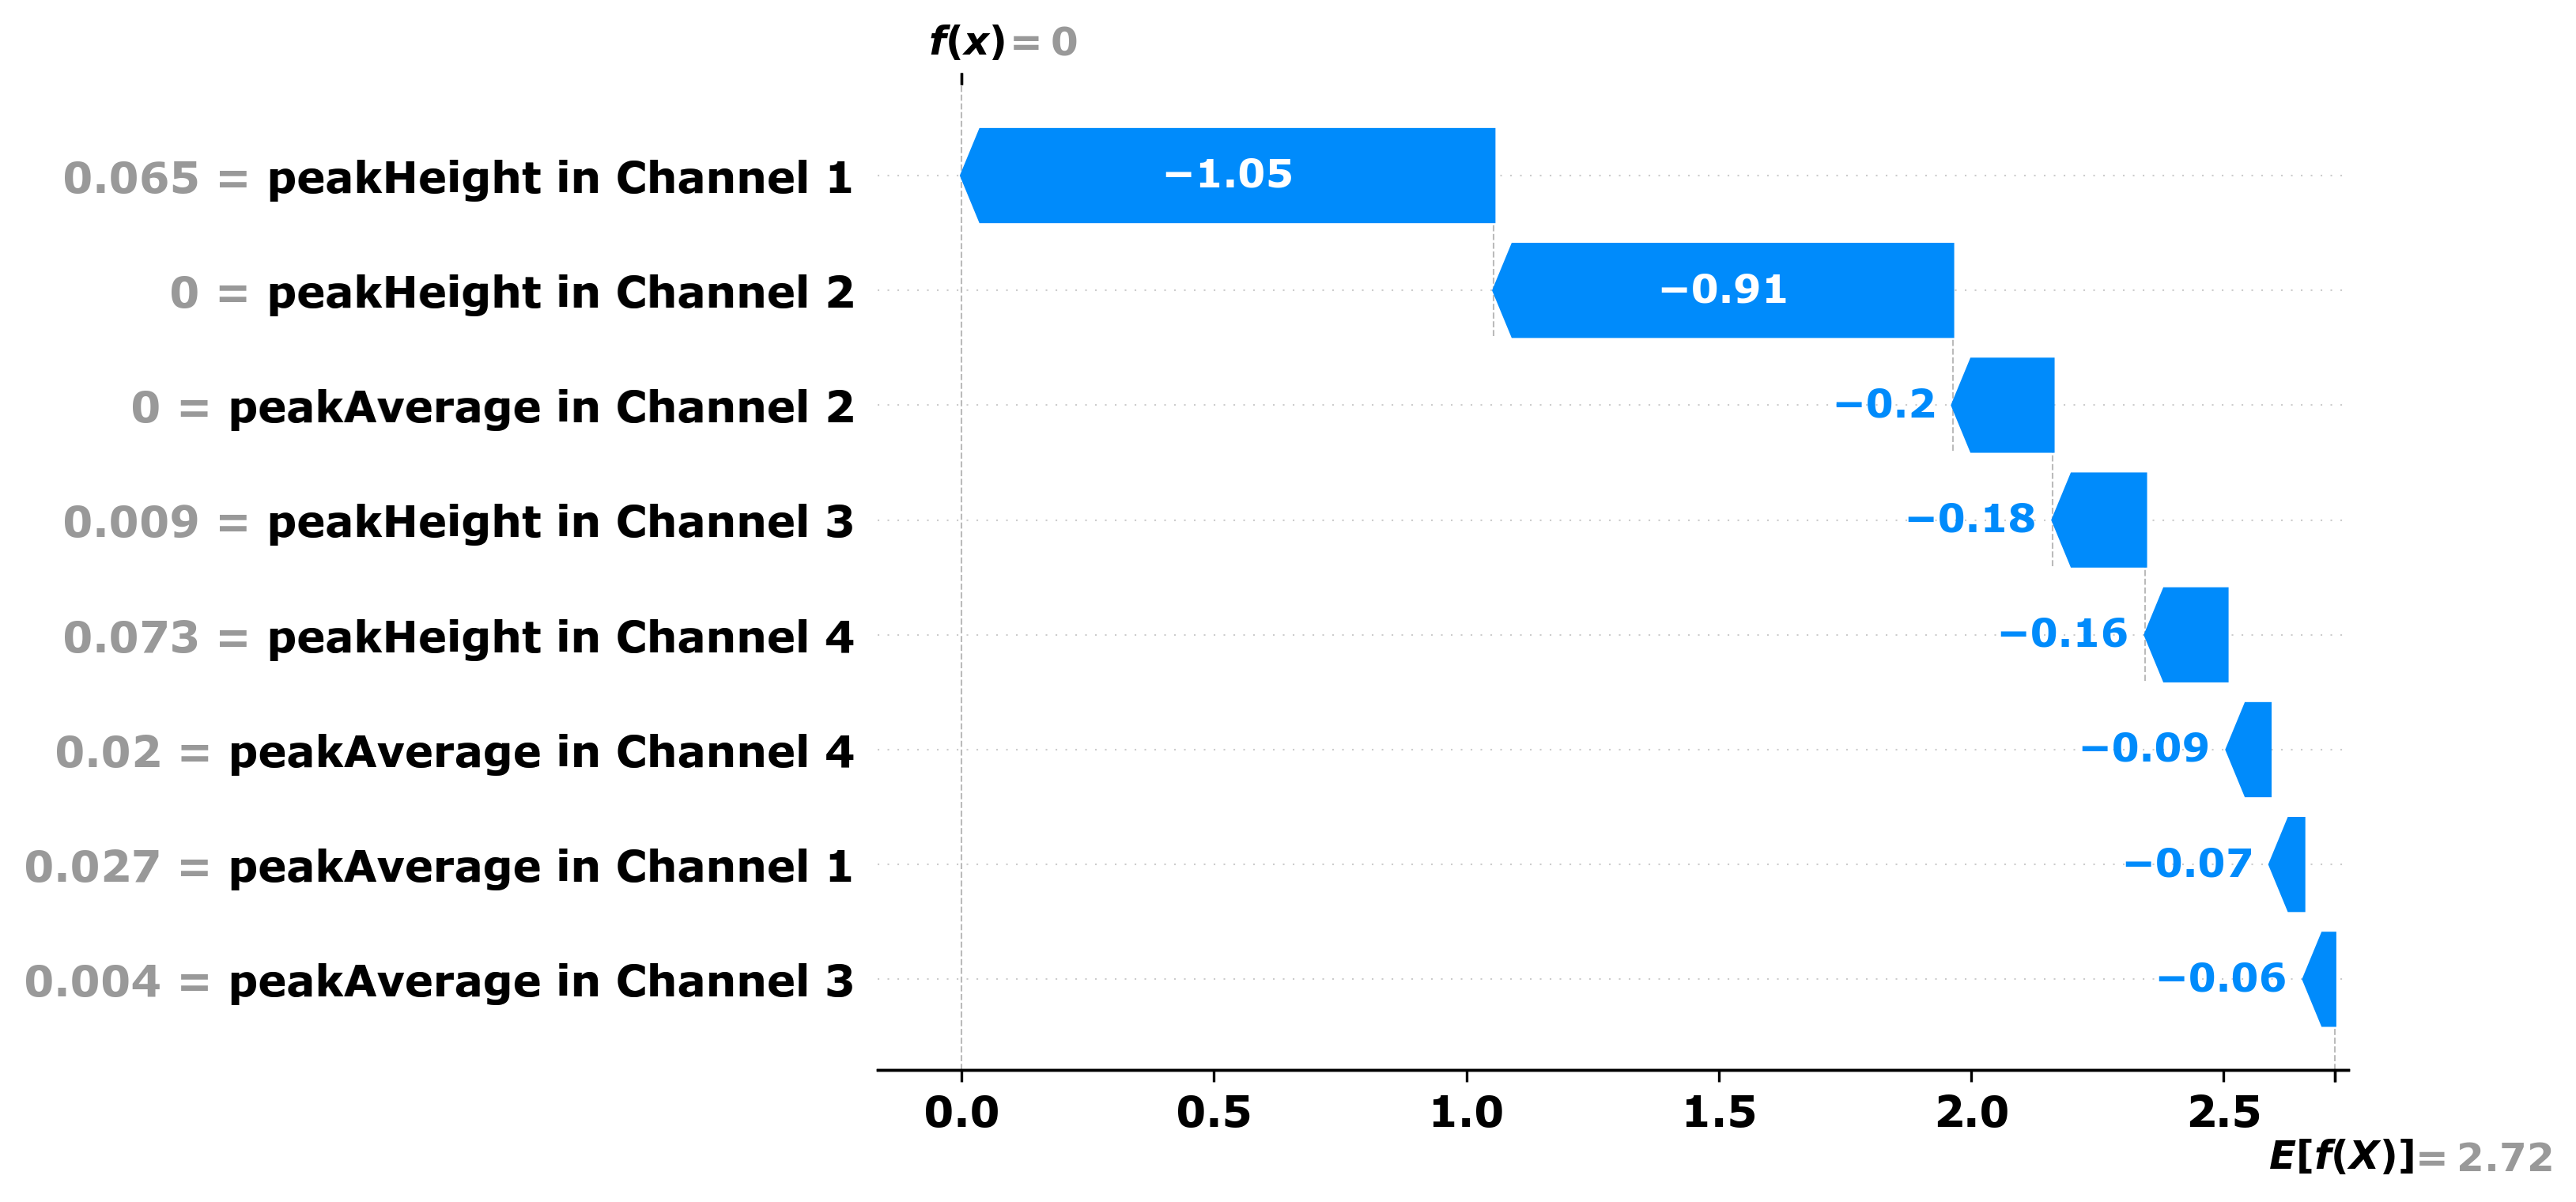 f(x) = 0
0.065 = peakHeight in Channel 1 −1.05
0 = peakHeight in Channel 2 −0.91
0 = peakAverage in Channel 2 −0.2
0.009 = peakHeight in Channel 3 −0.18
0.073 = peakHeight in Channel 4 −0.16
0.02 = peakAverage in Channel 4 −0.09
0.027 = peakAverage in Channel 1 −0.07
0.004 = peakAverage in Channel 3 −0.06
0.0 0.5 1.0 1.5 2.0 2.5
E[f(X)] = 2.72